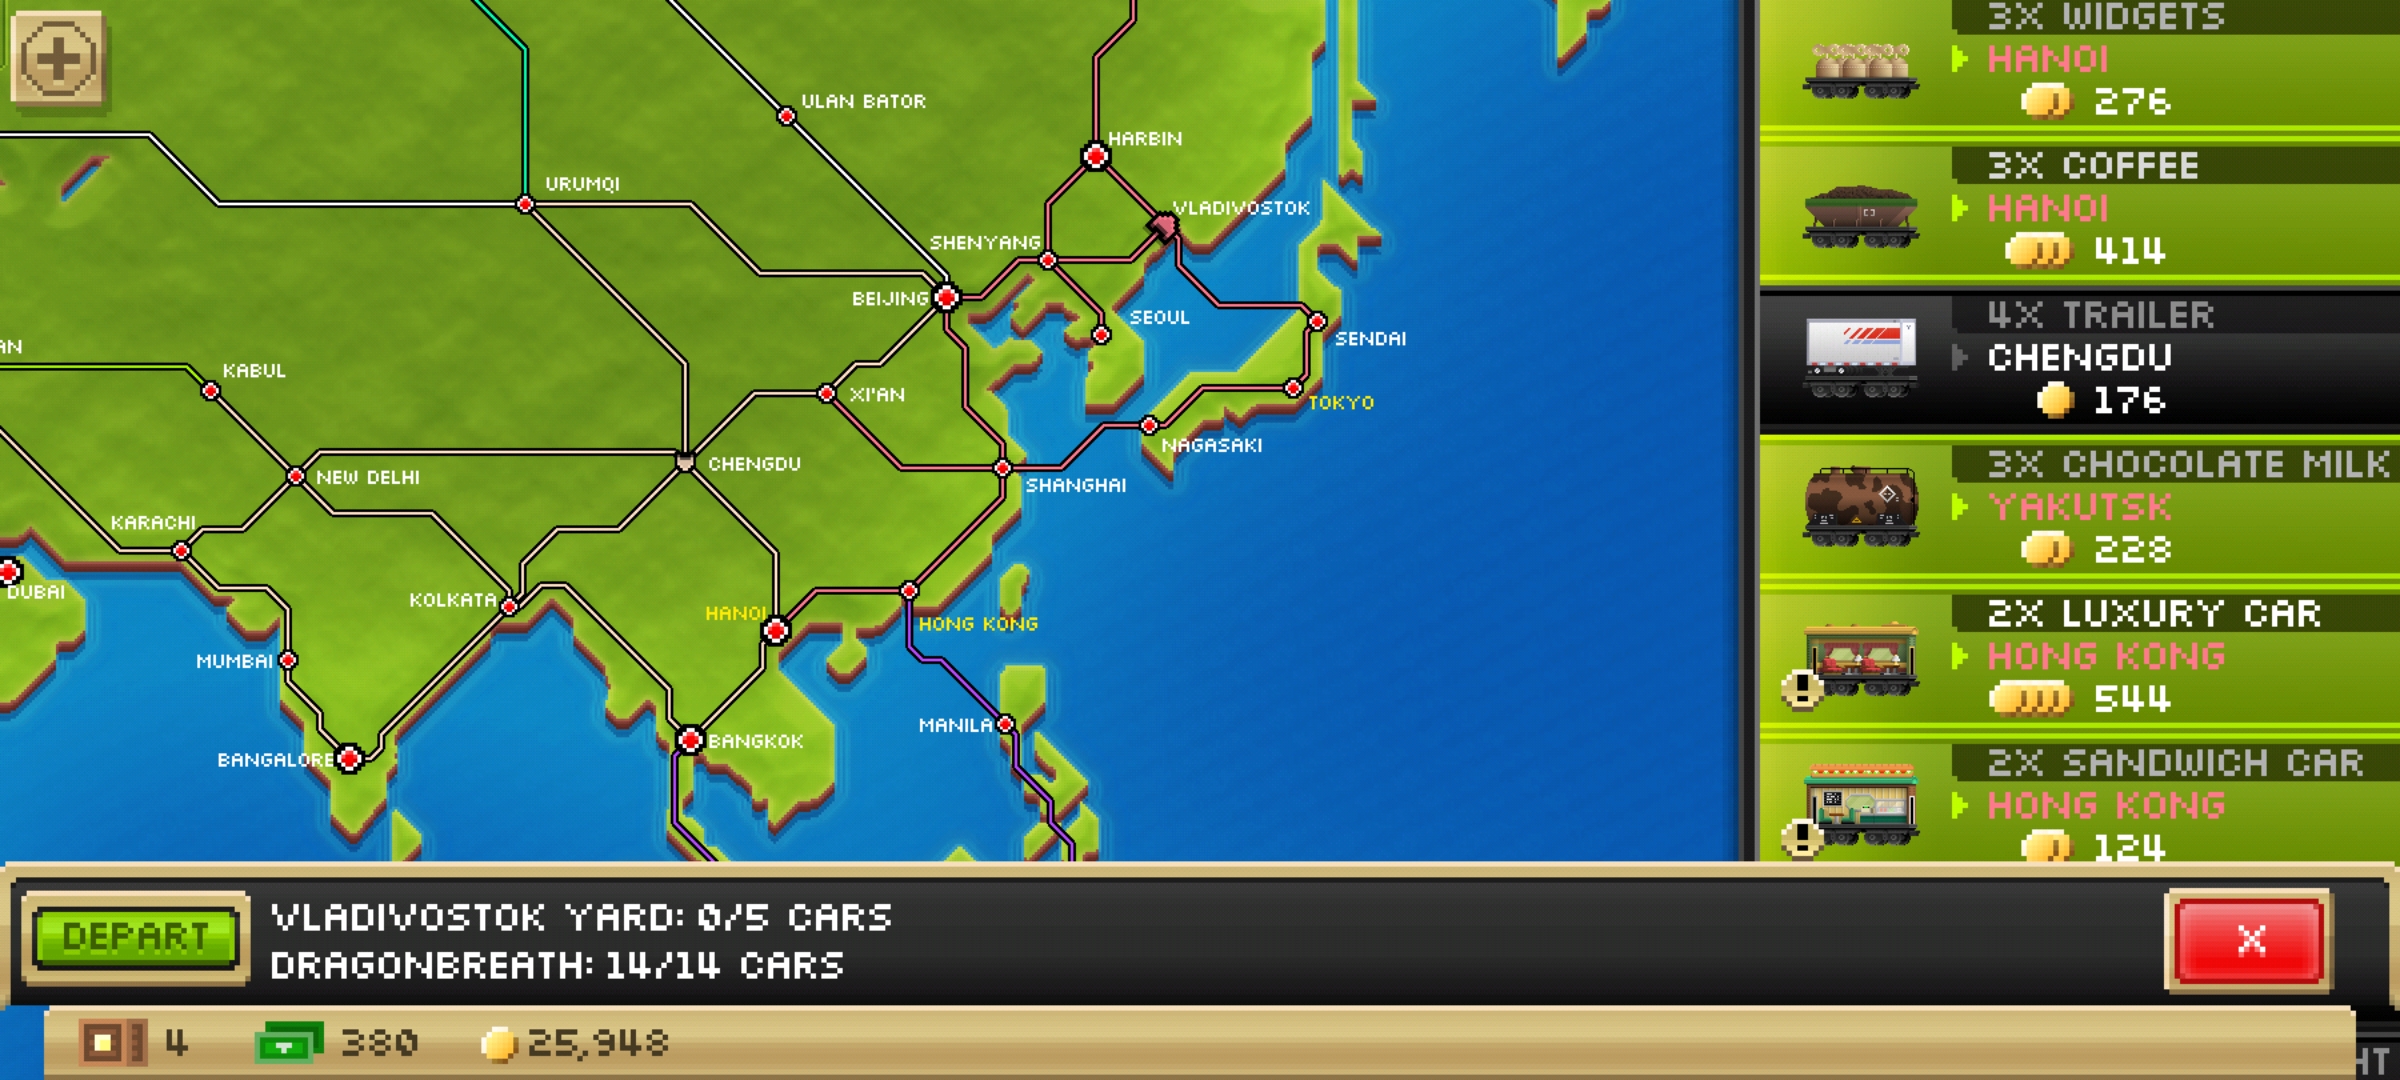 ULAN BATOR
HARBIN
URUMQI
VLADIVOSTOK
SHENYANG
BEIJING
SEOUL
SENDAI
AN
KABUL
XI'AN
TOKYO
NAGASAKI
CHENGDU
NEW DELHI
SHANGHAI
KARACHI
DUBAI
KOLKATA
HANOI
HONG KONG
MUMBAI
MANILA
BANGKOK
BANGALORE
3X WIDGETS
HANOI
276
3X COFFEE
HANOI
414
4X TRAILER
CHENGDU
176
3X CHOCOLATE MILK
YAKUTSK
228
2X LUXURY CAR
HONG KONG
544
2X SANDWICH CAR
HONG KONG
124
DEPART
VLADIVOSTOK YARD: 0/5 CARS
DRAGONBREATH: 14/14 CARS
X
4 380 25,948
HT